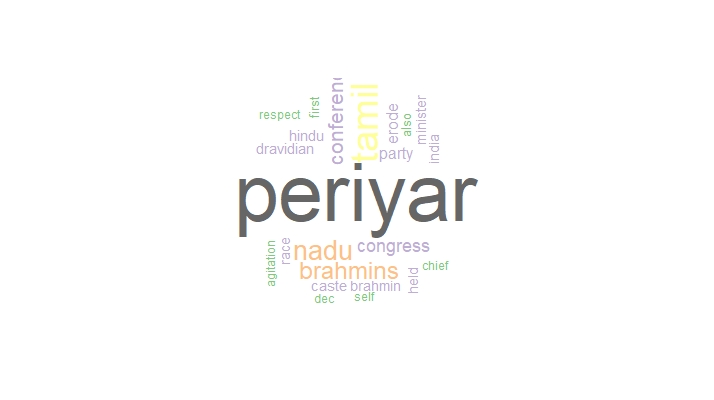 respect
first
conferenc
tamil
erode
also
minister
india
hindu
dravidian
party
periyar
agitation
race
nadu
congress
brahmins
held
chief
caste brahmin
dec
self